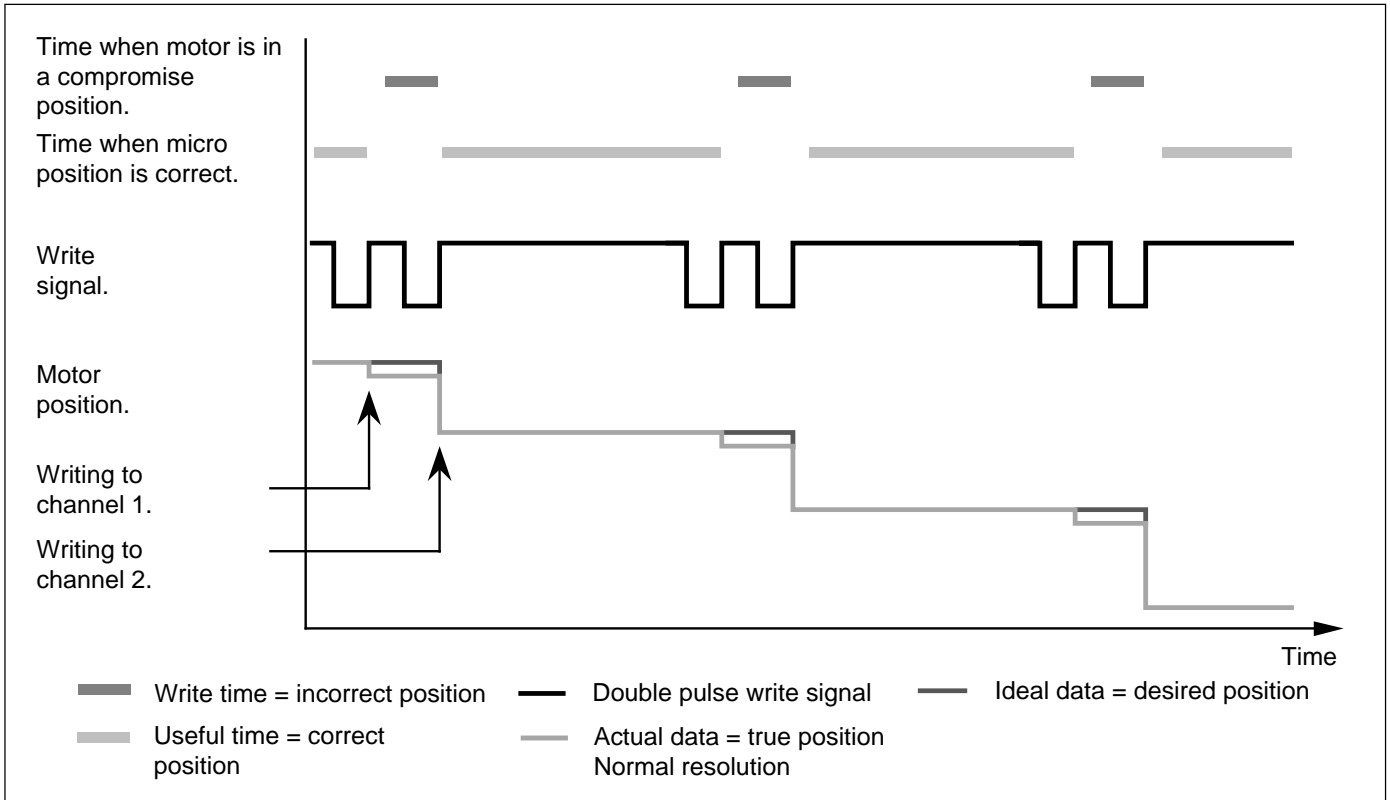 Time when motor is in
a compromise
position.
Time when micro
position is correct.
Write
signal.
Motor
position.
Writing to
channel 1.
Writing to
channel 2.
Time
Write time = incorrect position
Double pulse write signal
Ideal data = desired position
Useful time = correct
position
Actual data = true position
Normal resolution